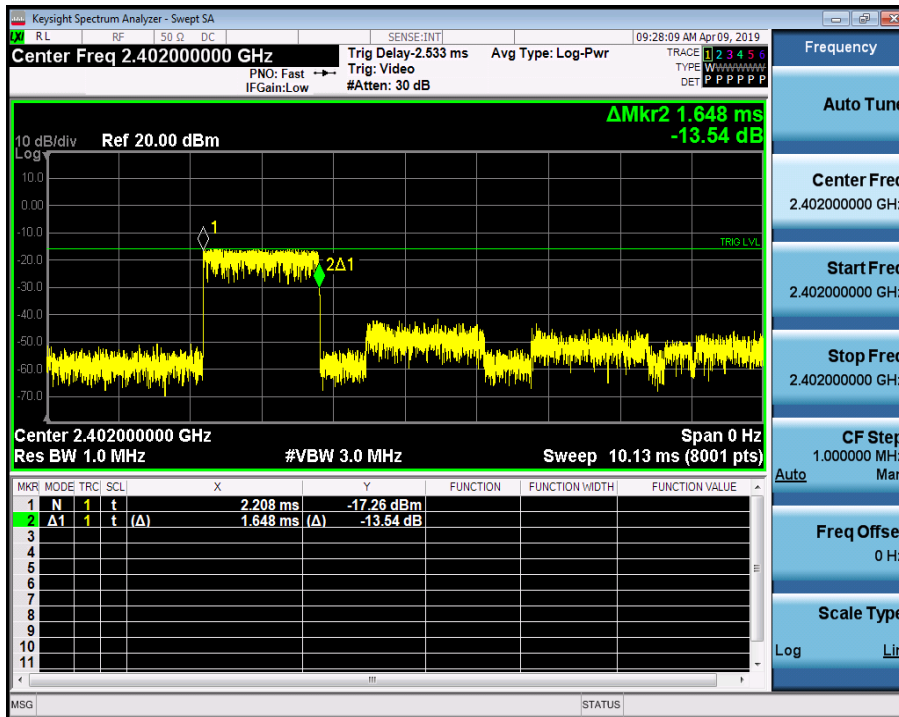 Keysight Spectrum Analyzer - Swept SA
LXI RL RF 50 Ω DC SENSE:INT 09:28:09 AM Apr 09, 2019
Center Freq 2.402000000 GHz
PNO: Fast
IFGain:Low
Trig Delay-2.533 ms
Trig: Video
#Atten: 30 dB
Avg Type: Log-Pwr
TRACE 1 2 3 4 5 6
TYPE WWWWWW
DET P P P P P P
ΔMkr2 1.648 ms
-13.54 dB
10 dB/div Ref 20.00 dBm
Log
10.0
0.00
-10.0
-20.0
-30.0
-40.0
-50.0
-60.0
-70.0
1
2Δ1
TRIG LVL
Center 2.402000000 GHz Span 0 Hz
Res BW 1.0 MHz #VBW 3.0 MHz Sweep 10.13 ms (8001 pts)
MKR MODE TRC SCL X Y FUNCTION FUNCTION WIDTH FUNCTION VALUE
1 N 1 t 2.208 ms -17.26 dBm
2 Δ1 1 t (Δ) 1.648 ms (Δ) -13.54 dB
3
4
5
6
7
8
9
10
11
MSG STATUS
Frequency
Auto Tune
Center Freq
2.402000000 GHz
Start Freq
2.402000000 GHz
Stop Freq
2.402000000 GHz
CF Step
1.000000 MHz
Auto Man
Freq Offset
0 Hz
Scale Type
Log Lin